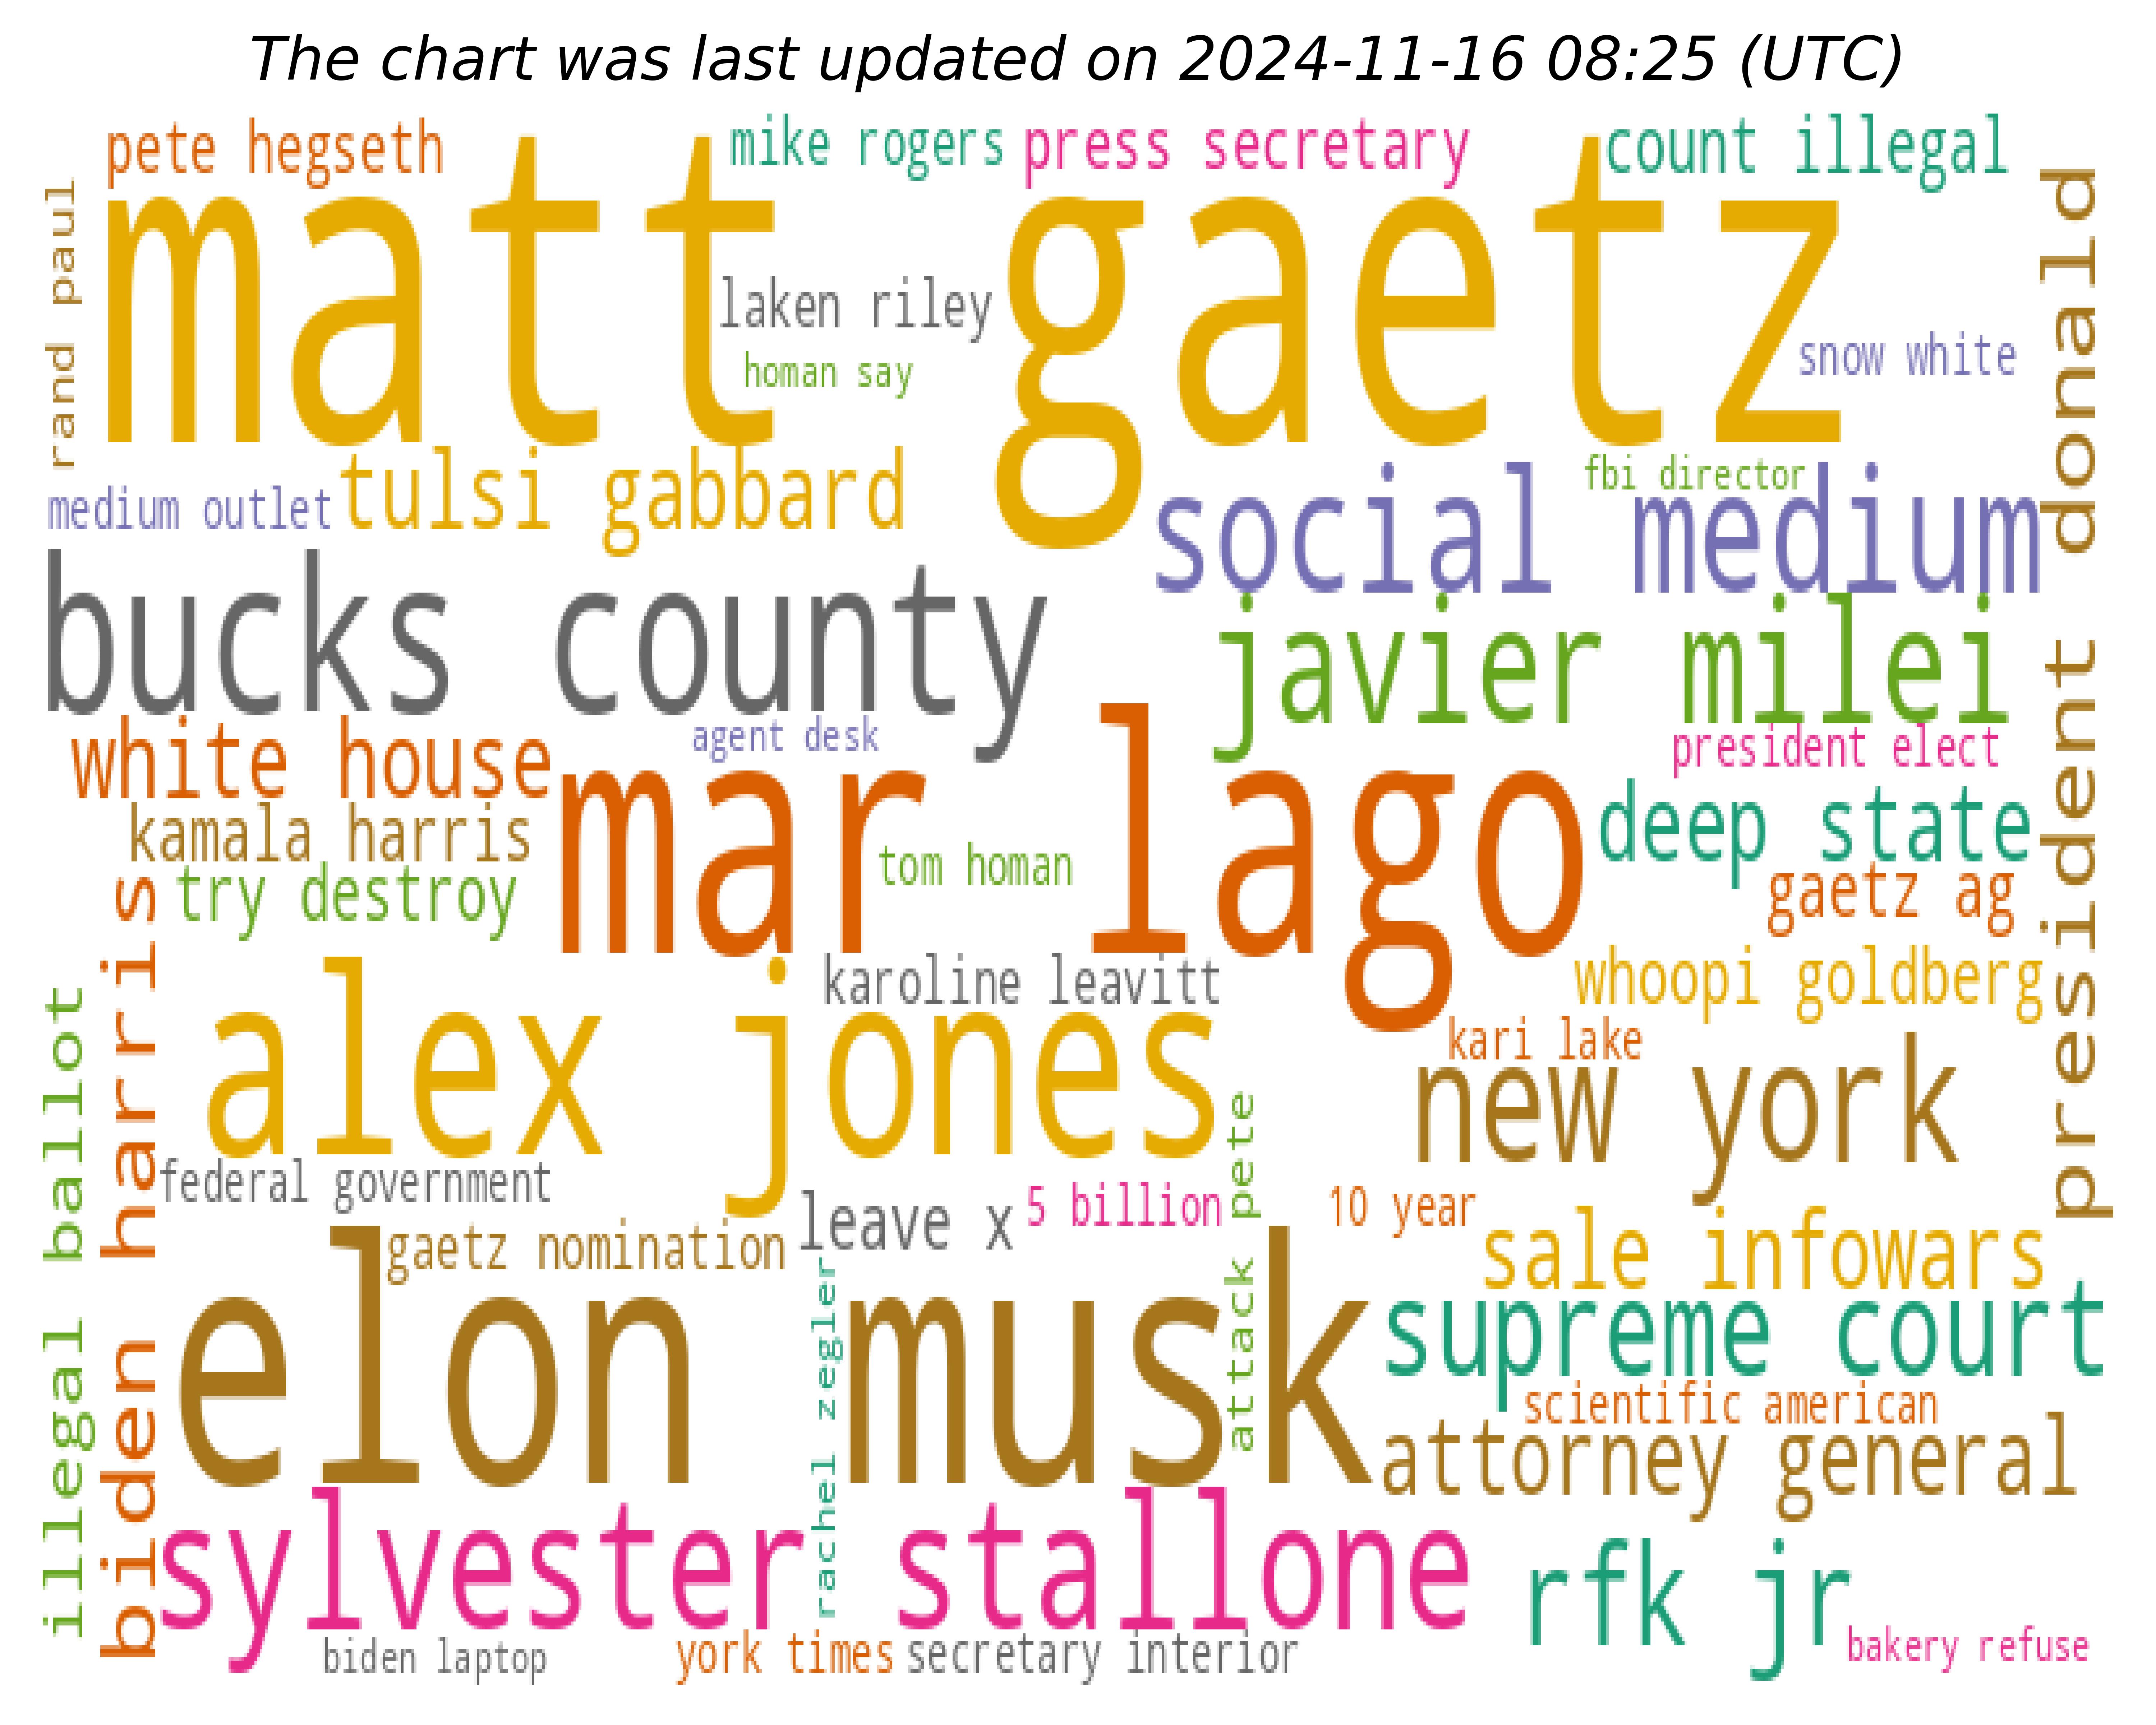 The chart was last updated on 2024-11-16 08:25 (UTC)
pete hegseth
mike rogers
press secretary
count illegal
rand paul
matt gaetz
president donald
laken riley
homan say
snow white
tulsi gabbard
medium outlet
fbi director
social medium
bucks county
javier milei
white house
agent desk
president elect
mar lago
kamala harris
deep state
tom homan
try destroy
gaetz ag
biden harris
illegal ballot
karoline leavitt
whoopi goldberg
alex jones
kari lake
new york
federal government
leave x
5 billion
attack pete
10 year
gaetz nomination
sale infowars
elon musk
rachel zegler
supreme court
scientific american
attorney general
sylvester stallone
rfk jr
biden laptop
york times
secretary interior
bakery refuse